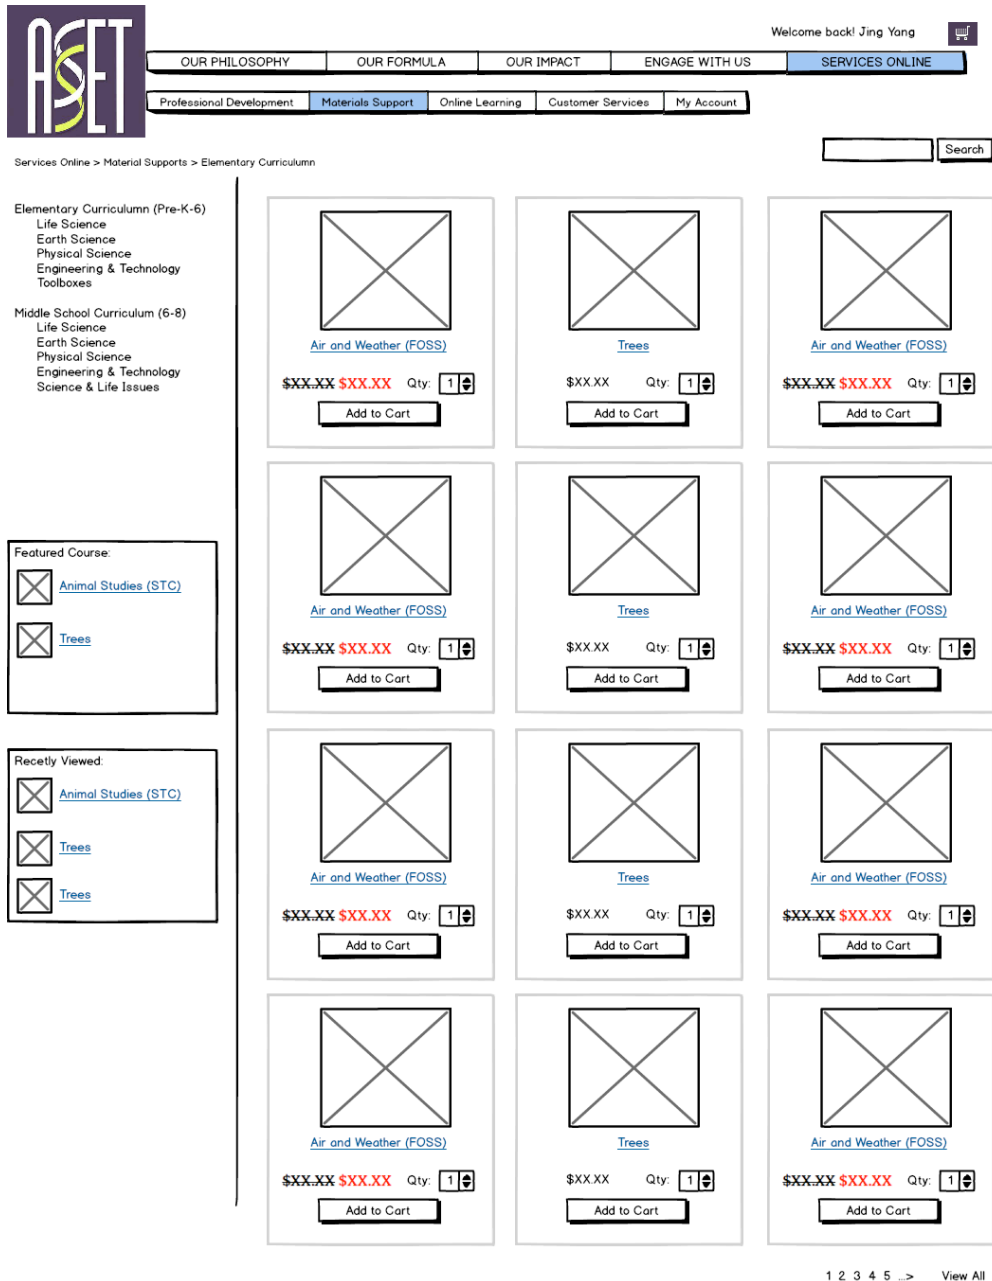 ASET
Welcome back! Jing Yang
OUR PHILOSOPHY OUR FORMULA OUR IMPACT ENGAGE WITH US SERVICES ONLINE
Professional Development Materials Support Online Learning Customer Services My Account
Search
Services Online > Material Supports > Elementary Curriculumn
Elementary Curriculumn (Pre-K-6)
Life Science
Earth Science
Physical Science
Engineering & Technology
Toolboxes
Middle School Curriculum (6-8)
Life Science
Earth Science
Physical Science
Engineering & Technology
Science & Life Issues
Featured Course:
Animal Studies (STC)
Trees
Recetly Viewed:
Animal Studies (STC)
Trees
Trees
Air and Weather (FOSS) Trees Air and Weather (FOSS)
$XX.XX $XX.XX Qty: 1 $XX.XX Qty: 1 $XX.XX $XX.XX Qty: 1
Add to Cart Add to Cart Add to Cart
Air and Weather (FOSS) Trees Air and Weather (FOSS)
$XX.XX $XX.XX Qty: 1 $XX.XX Qty: 1 $XX.XX $XX.XX Qty: 1
Add to Cart Add to Cart Add to Cart
Air and Weather (FOSS) Trees Air and Weather (FOSS)
$XX.XX $XX.XX Qty: 1 $XX.XX Qty: 1 $XX.XX $XX.XX Qty: 1
Add to Cart Add to Cart Add to Cart
Air and Weather (FOSS) Trees Air and Weather (FOSS)
$XX.XX $XX.XX Qty: 1 $XX.XX Qty: 1 $XX.XX $XX.XX Qty: 1
Add to Cart Add to Cart Add to Cart
1 2 3 4 5 ...> View All